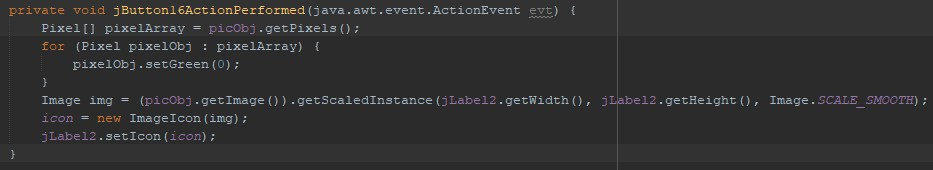 private void jButton16ActionPerformed(java.awt.event.ActionEvent evt) {
    Pixel[] pixelArray = picObj.getPixels();
    for (Pixel pixelObj : pixelArray) {
        pixelObj.setGreen(0);
    }
    Image img = (picObj.getImage()).getScaledInstance(jLabel2.getWidth(), jLabel2.getHeight(), Image.SCALE_SMOOTH);
    icon = new ImageIcon(img);
    jLabel2.setIcon(icon);
}